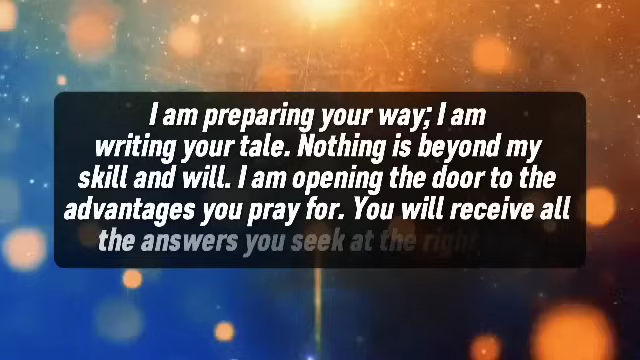 I am preparing your way; I am
writing your tale. Nothing is beyond my
skill and will. I am opening the door to the
advantages you pray for. You will receive all
the answers you seek at the right